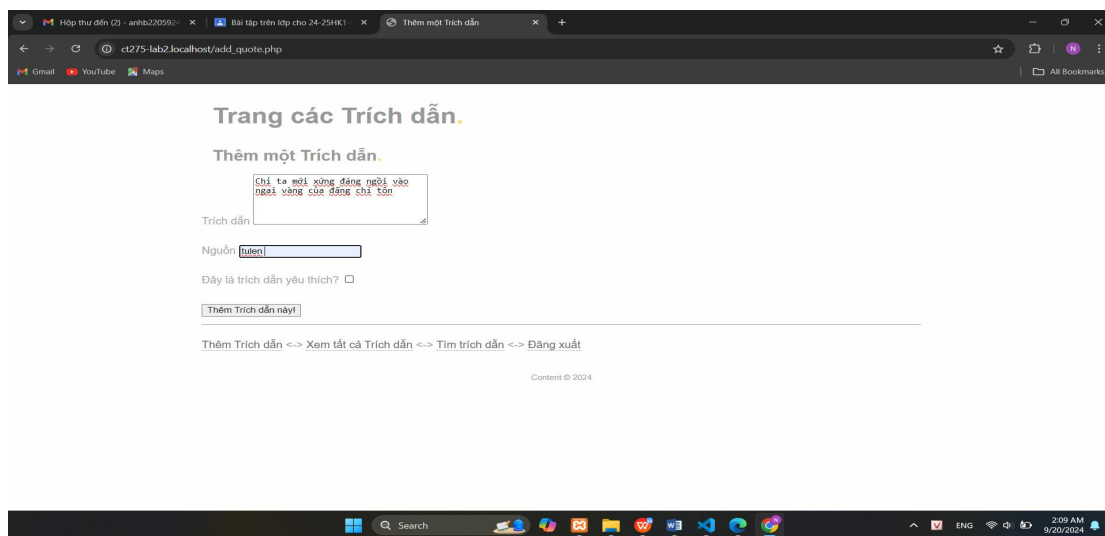 Hộp thư đến (2) - anhb220592
Bài tập trên lớp cho 24-25HK1-
Thêm một Trích dẫn
ct275-lab2.localhost/add_quote.php
N
Gmail
YouTube
Maps
All Bookmarks
Trang các Trích dẫn.
Thêm một Trích dẫn.
Chỉ ta mới xứng đáng ngồi vào
ngai vàng của đấng chí tôn
Trích dẫn
Nguồn tulen
Đây là trích dẫn yêu thích?
Thêm Trích dẫn này!
Thêm Trích dẫn <-> Xem tất cả Trích dẫn <-> Tìm trích dẫn <-> Đăng xuất
Content © 2024
Search
V ENG 2:09 AM
9/20/2024